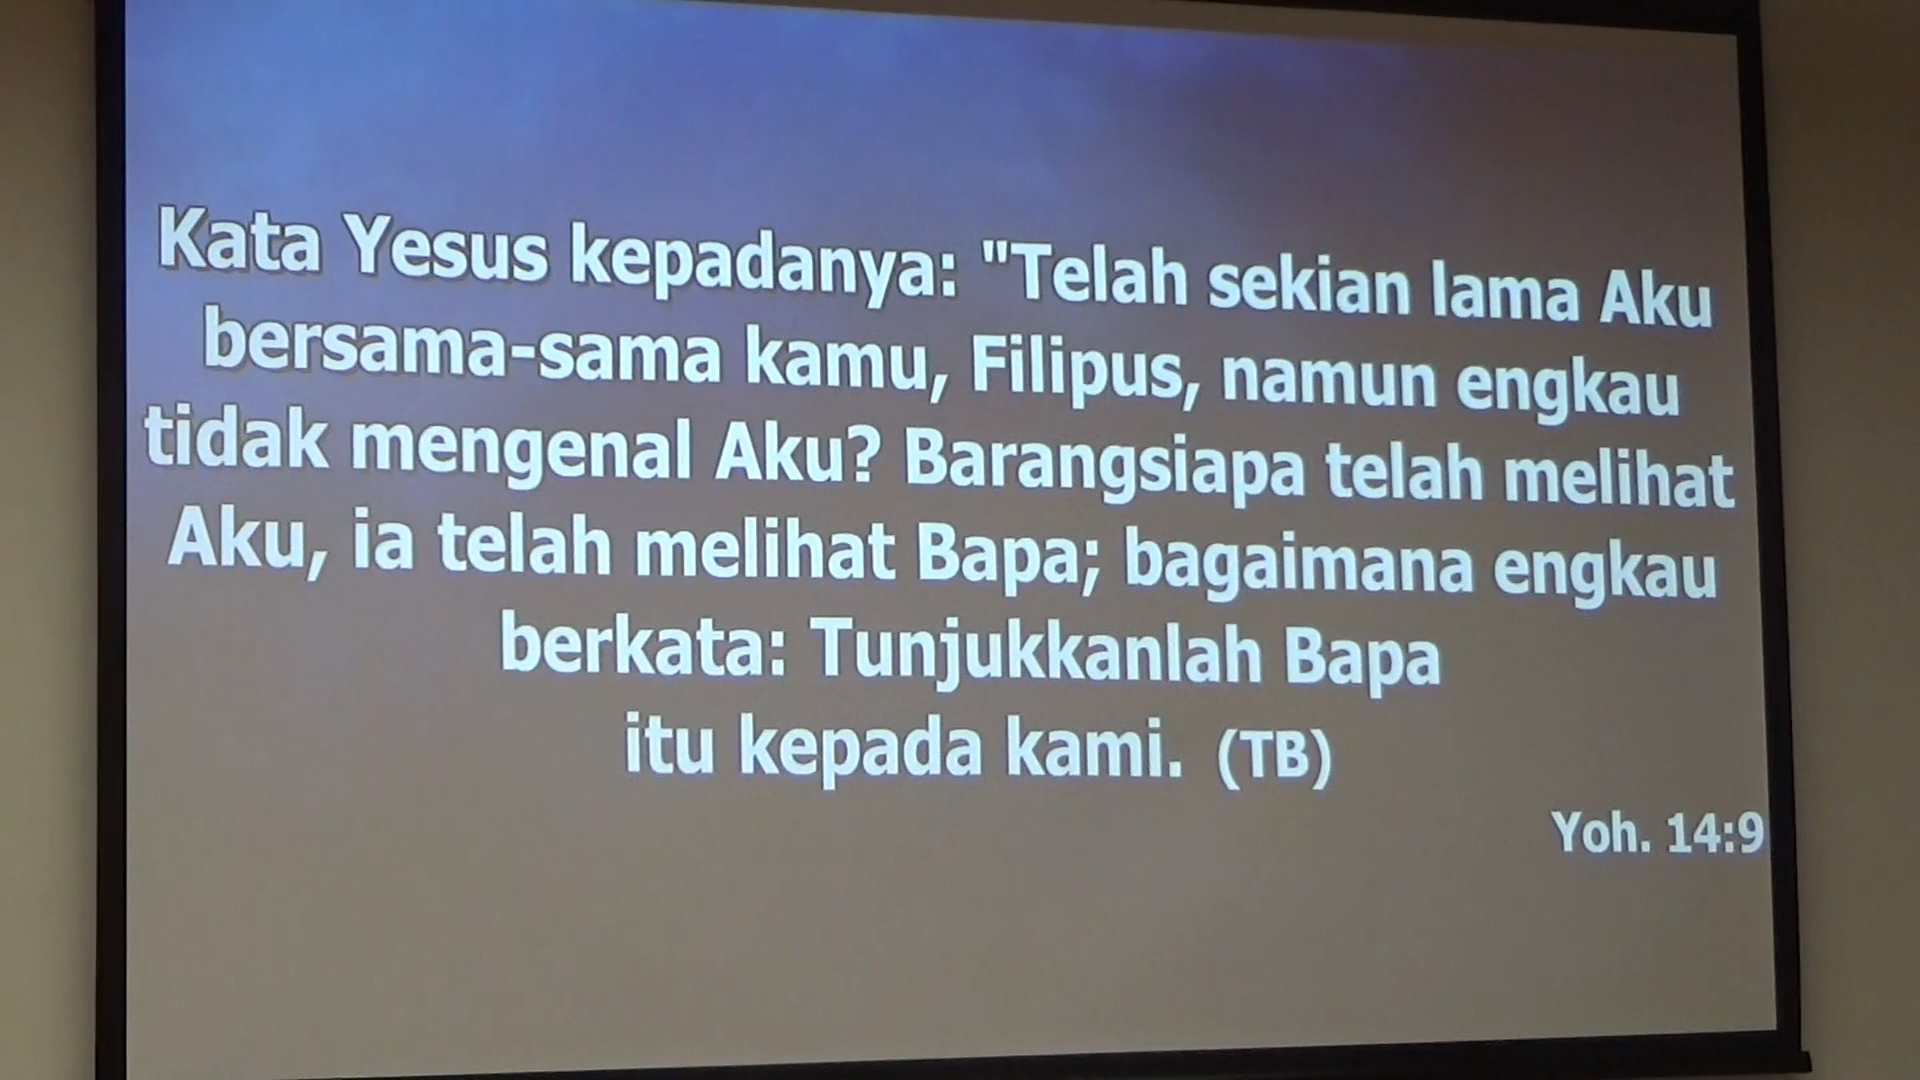 Kata Yesus kepadanya: "Telah sekian lama Aku
bersama-sama kamu, Filipus, namun engkau
tidak mengenal Aku? Barangsiapa telah melihat
Aku, ia telah melihat Bapa; bagaimana engkau
berkata: Tunjukkanlah Bapa
itu kepada kami. (TB)
Yoh. 14:9